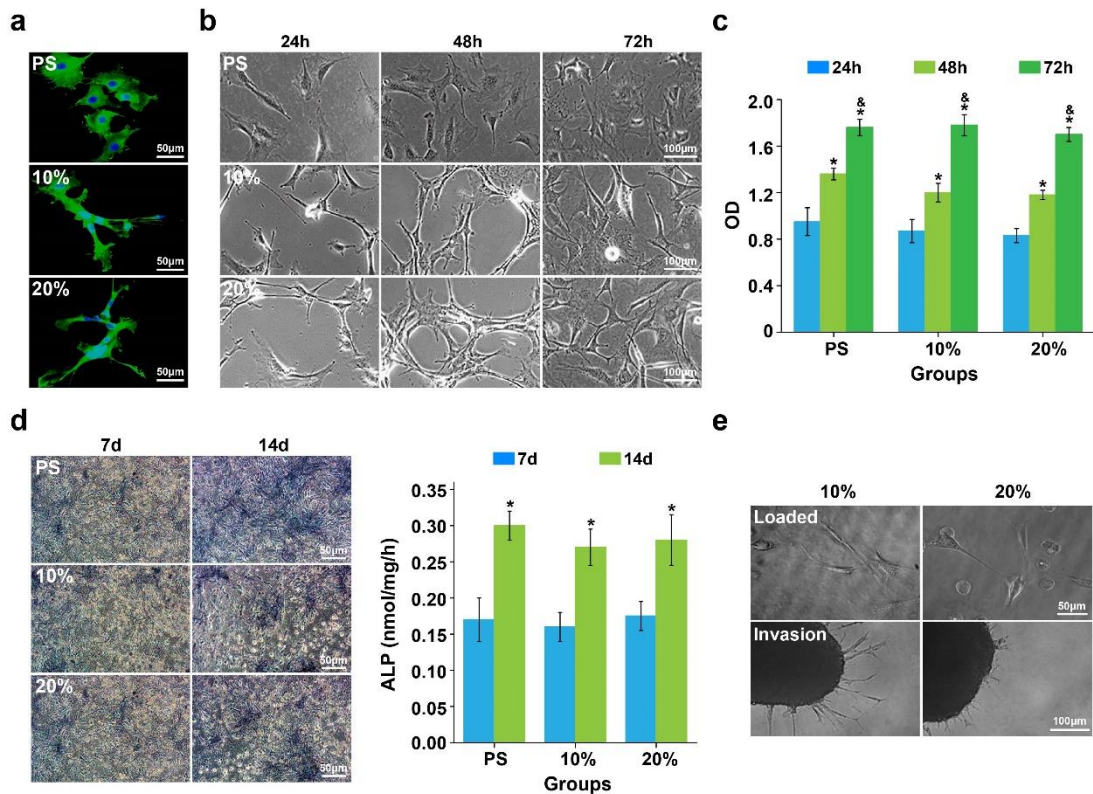 a
PS
50µm
10%
50µm
20%
50µm
b
24h 48h 72h
PS
100µm
10%
100µm
20%
100µm
c
24h 48h 72h
2.0
1.6
1.2
0.8
0.4
0
OD
* & *
* & *
* & *
PS 10% 20%
Groups
d
7d 14d
PS
50µm
10%
50µm
20%
50µm
7d 14d
0.35
0.30
0.25
0.20
0.15
0.10
0.05
0.00
ALP (nmol/mg/h)
* * *
PS 10% 20%
Groups
e
10% 20%
Loaded
50µm
Invasion
100µm